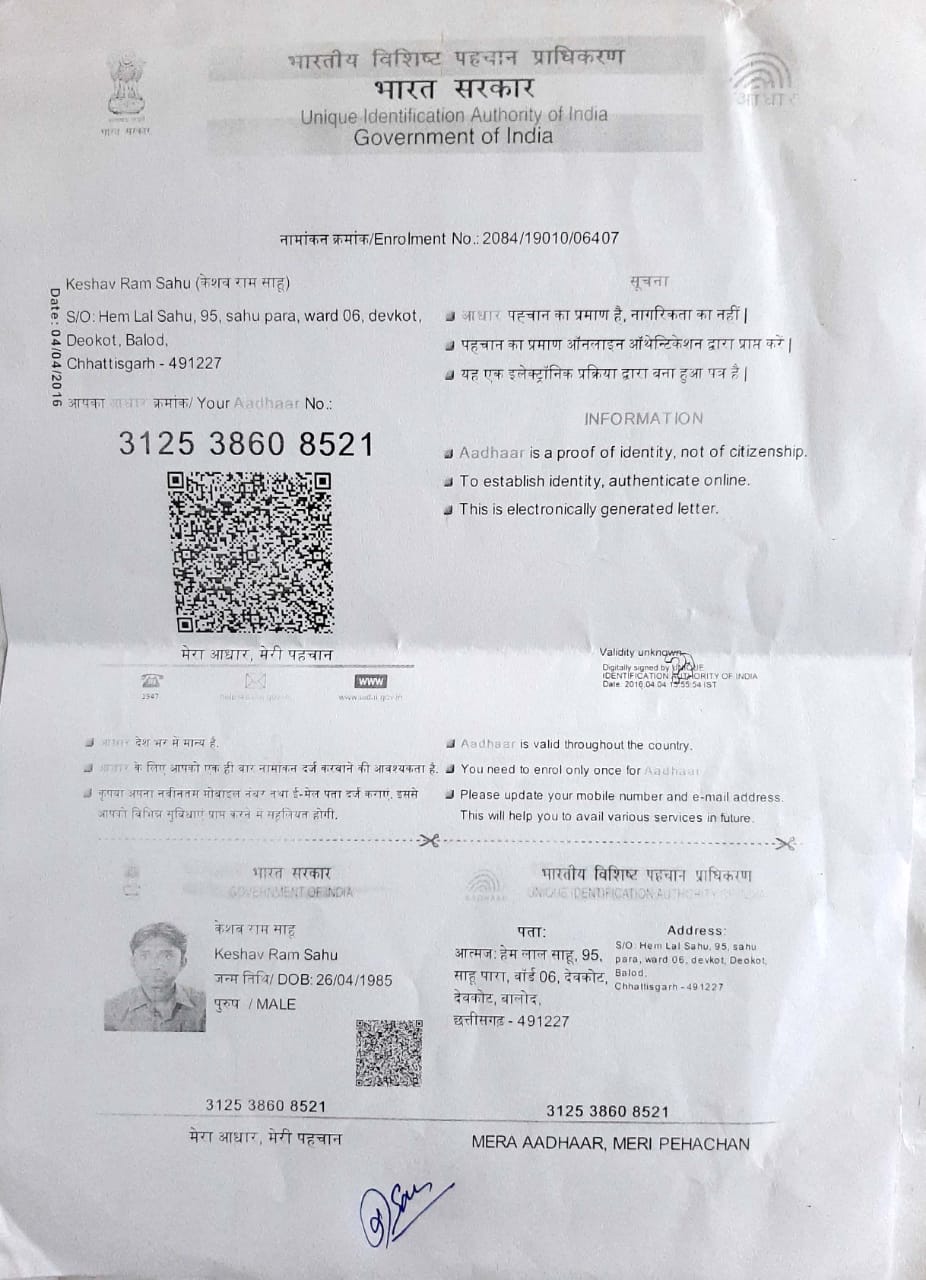 भारतीय विशिष्ट पहचान प्राधिकरण
भारत सरकार
Unique Identification Authority of India
Government of India
भारत सरकार
आधार
नामांकन क्रमांक/Enrolment No.: 2084/19010/06407
Date: 04/04/2016
Keshav Ram Sahu (केशव राम साहू)
S/O: Hem Lal Sahu, 95, sahu para, ward 06, devkot,
Deokot, Balod,
Chhattisgarh - 491227
आपका आधार क्रमांक/ Your Aadhaar No.:
3125 3860 8521
मेरा आधार, मेरी पहचान
1947
www
www.uidai.gov.in
सूचना
आधार पहचान का प्रमाण है, नागरिकता का नहीं |
पहचान का प्रमाण ऑनलाइन ऑथेन्टिकेशन द्वारा प्राप्त करें |
यह एक इलेक्ट्रॉनिक प्रक्रिया द्वारा बना हुआ पत्र है |
INFORMATION
Aadhaar is a proof of identity, not of citizenship.
To establish identity, authenticate online.
This is electronically generated letter.
Validity unknown
Digitally signed by UNIQUE
IDENTIFICATION AUTHORITY OF INDIA
Date: 2016.04.04 IST
आधार देश भर में मान्य है.
आधार के लिए आपको एक ही बार नामांकन दर्ज करवाने की आवश्यकता है.
कृपया अपना नवीनतम मोबाइल नंबर तथा ई-मेल पता दर्ज कराएं. इससे
आपको विभिन्न सुविधाएं प्राप्त करने में सहूलियत होगी.
Aadhaar is valid throughout the country.
You need to enrol only once for Aadhaar
Please update your mobile number and e-mail address.
This will help you to avail various services in future.
भारत सरकार
GOVERNMENT OF INDIA
केशव राम साहू
Keshav Ram Sahu
जन्म तिथि/ DOB: 26/04/1985
पुरुष / MALE
3125 3860 8521
मेरा आधार, मेरी पहचान
भारतीय विशिष्ट पहचान प्राधिकरण
UNIQUE IDENTIFICATION AUTHORITY OF INDIA
AADHAAR
पता:
आत्मज: हेम लाल साहू, 95,
साहू पारा, वॉर्ड 06, देवकोट,
देवकोट, बालोद,
छत्तीसगढ़ - 491227
Address:
S/O: Hem Lal Sahu, 95, sahu
para, ward 06, devkot, Deokot,
Balod,
Chhattisgarh - 491227
3125 3860 8521
MERA AADHAAR, MERI PEHACHAN